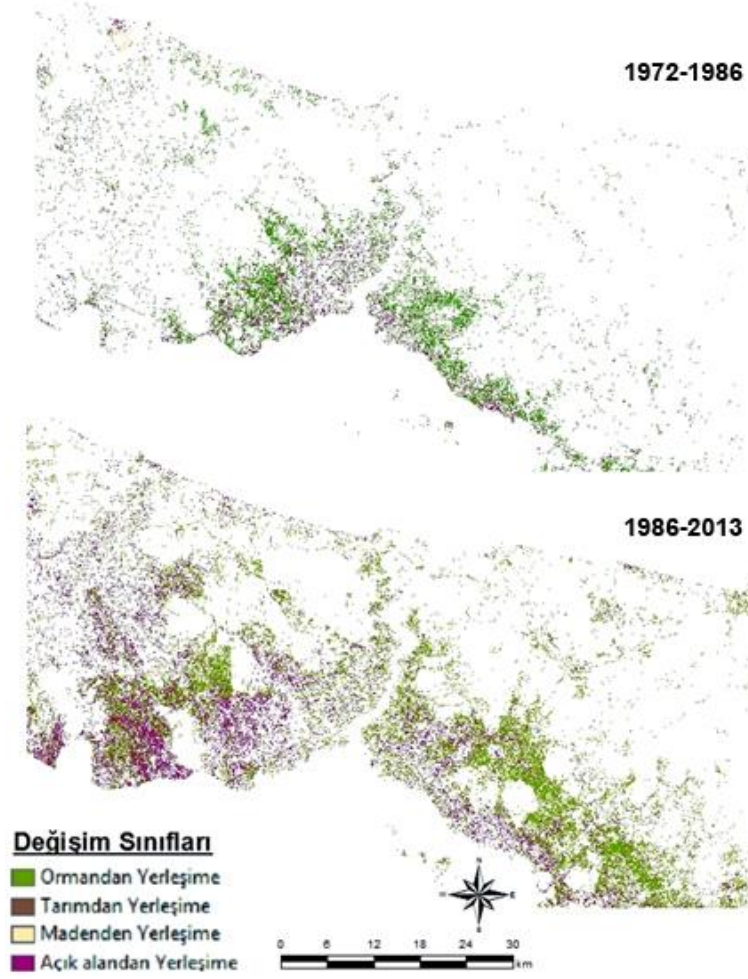 1972-1986
1986-2013
Değişim Sınıfları
Ormandan Yerleşime
Tarımdan Yerleşime
Madenden Yerleşime
Açık alandan Yerleşime
N
E
S
0 6 12 18 24 30
km